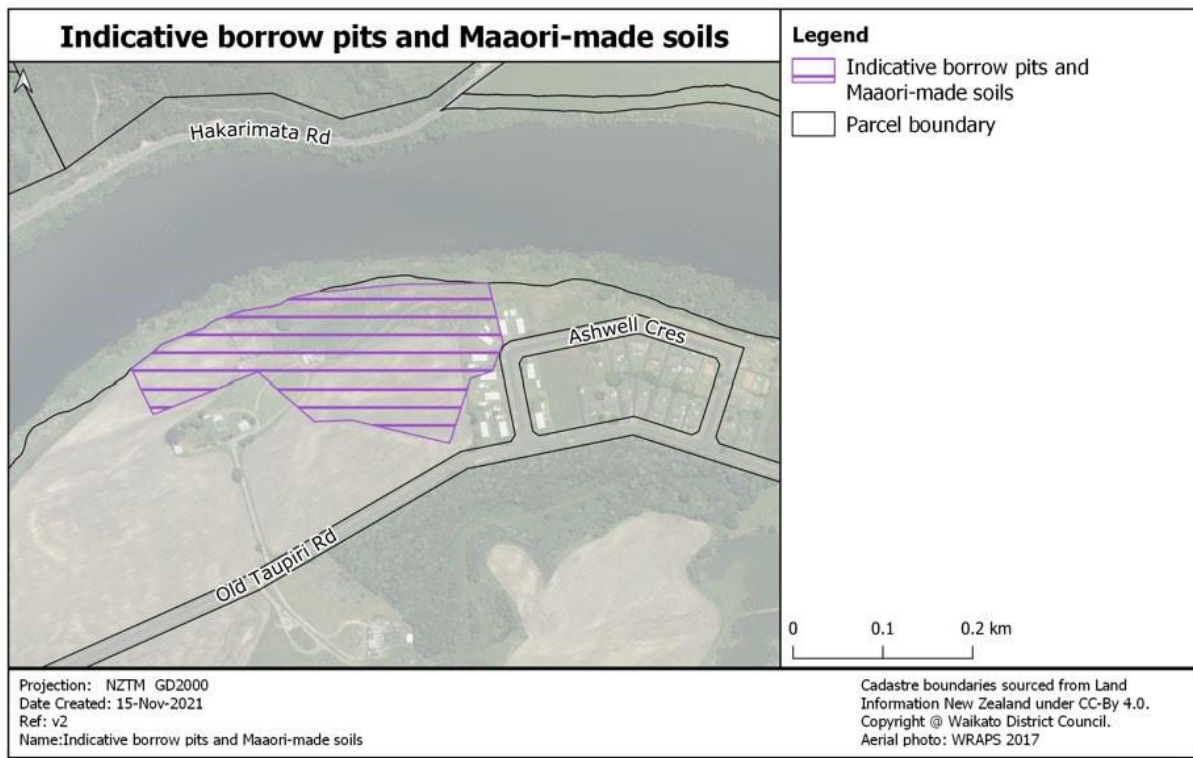 Indicative borrow pits and Maaori-made soils
Legend
Indicative borrow pits and
Maaori-made soils
Parcel boundary
Hakarimata Rd
Ashwell Cres
Old Taupiri Rd
0 0.1 0.2 km
Projection: NZTM GD2000
Date Created: 15-Nov-2021
Ref: v2
Name:Indicative borrow pits and Maaori-made soils
Cadastre boundaries sourced from Land
Information New Zealand under CC-By 4.0.
Copyright @ Waikato District Council.
Aerial photo: WRAPS 2017